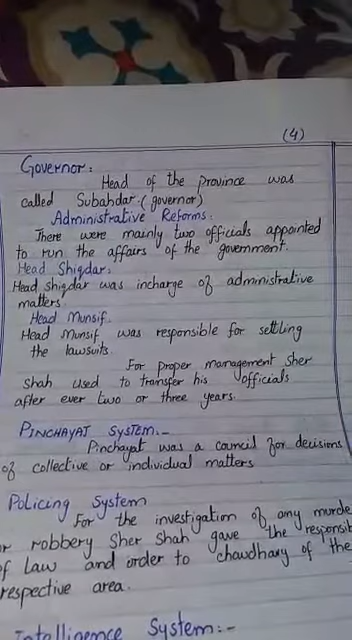 (4)
Governor:
Head of the Province was
called Subahdar (governor)
Administrative Reforms:
There were mainly two officials appointed
to run the affairs of the government.
Head Shiqdar:
Head Shiqdar was incharge of administrative
matters.
Head Munsif.
Head Munsif was responsible for settling
the lawsuits.
For proper management Sher
Shah used to transfer his officials
after ever two or three years.
PINCHAYAT SYSTEM:-
Pinchayat was a council for decisions
of collective or individual matters
Policing System
For the investigation of any murde
or robbery Sher Shah gave the responsib
of Law and order to chaudhary of the
respective area.
Intelligence System:-